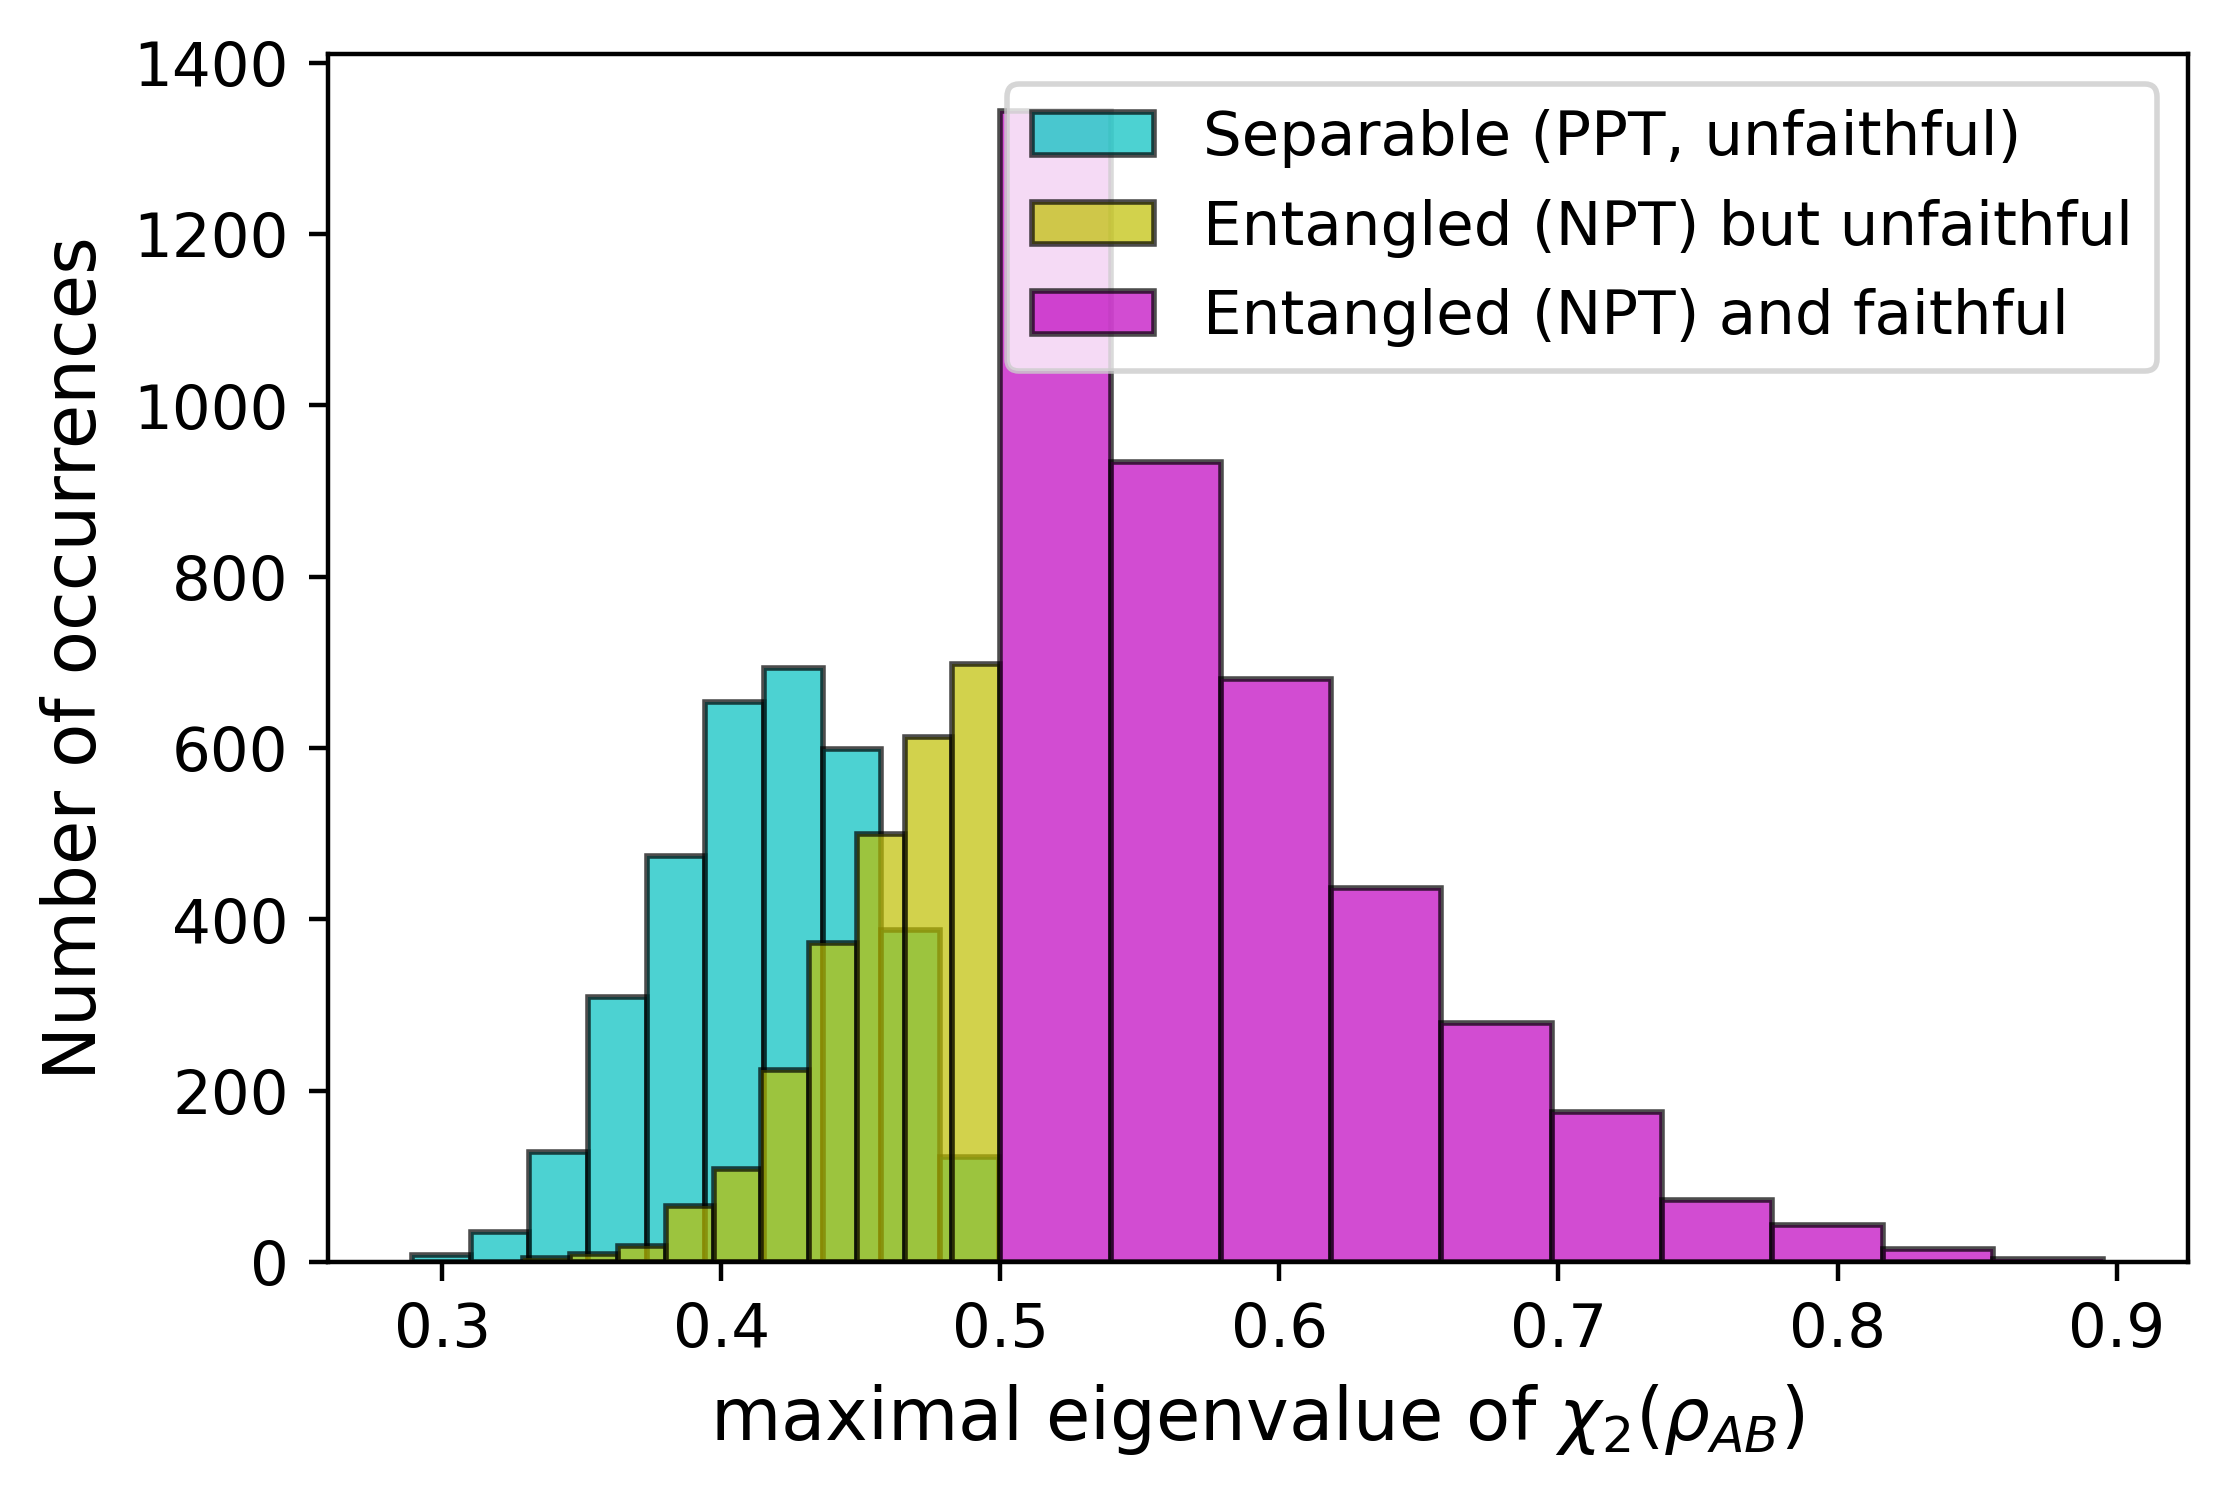 Number of occurrences
1400
1200
1000
800
600
400
200
0
Separable (PPT, unfaithful)
Entangled (NPT) but unfaithful
Entangled (NPT) and faithful
0.3 0.4 0.5 0.6 0.7 0.8 0.9
maximal eigenvalue of χ₂(ρ_AB)